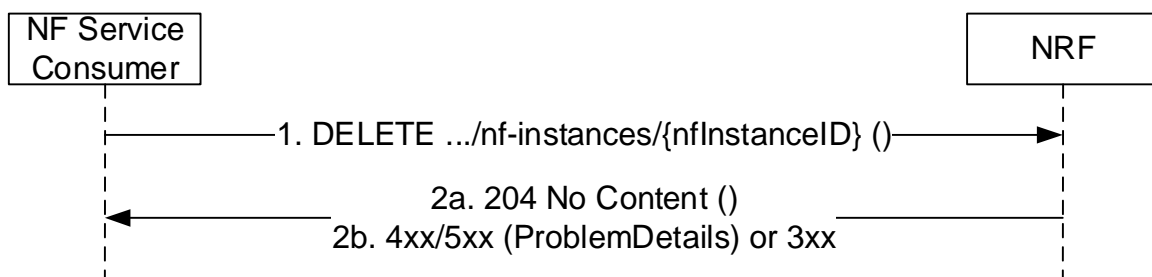 NF Service
Consumer
NRF
1. DELETE .../nf-instances/{nfInstanceID} ()
2a. 204 No Content ()
2b. 4xx/5xx (ProblemDetails) or 3xx